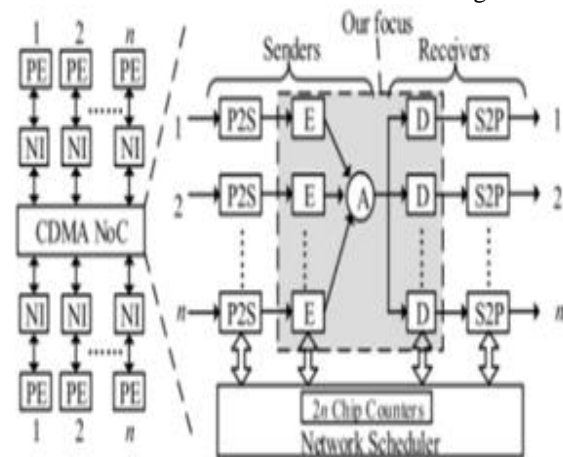 1 2 n
PE PE PE
......
NI NI NI
CDMA NoC
NI NI NI
......
PE PE PE
1 2 n
Our focus
Senders Receivers
1 P2S E D S2P 1
2 P2S E A D S2P 2
n P2S E D S2P n
2n Chip Counters
Network Scheduler